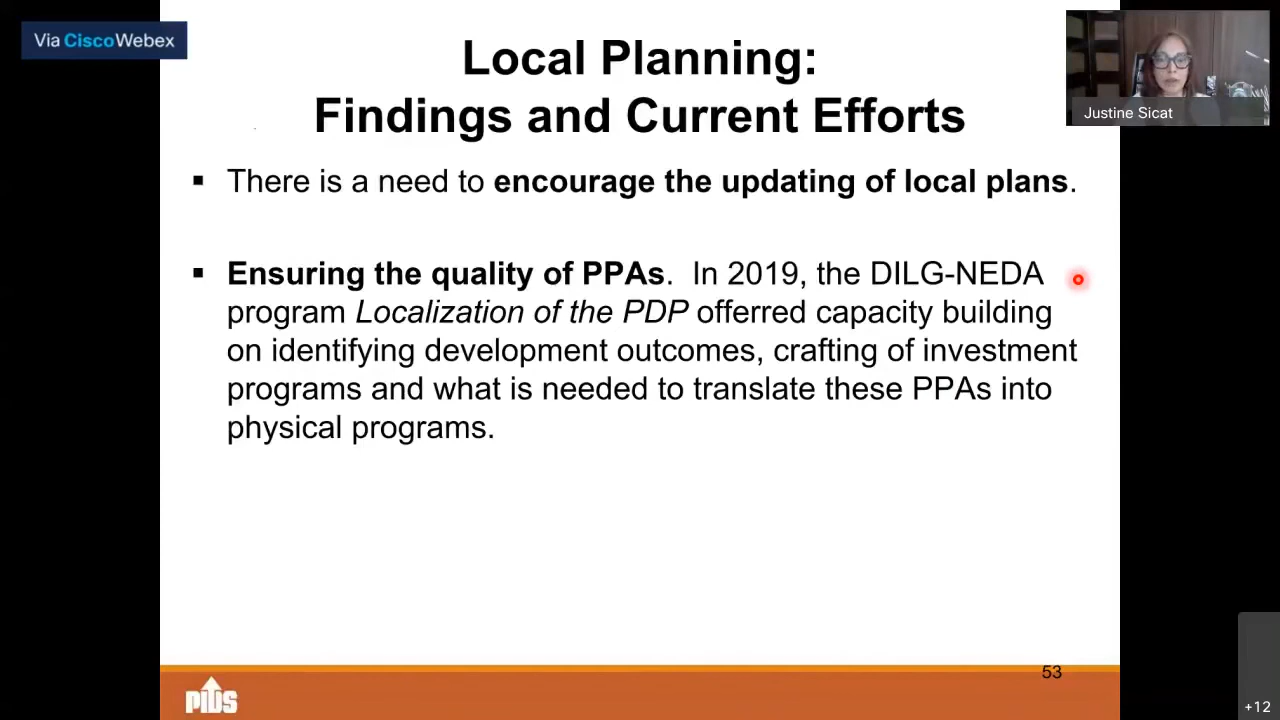 Via CiscoWebex
Local Planning:
Findings and Current Efforts
Justine Sicat
▪ There is a need to encourage the updating of local plans.
▪ Ensuring the quality of PPAs. In 2019, the DILG-NEDA
program Localization of the PDP offerred capacity building
on identifying development outcomes, crafting of investment
programs and what is needed to translate these PPAs into
physical programs.
53
PIDS
+12